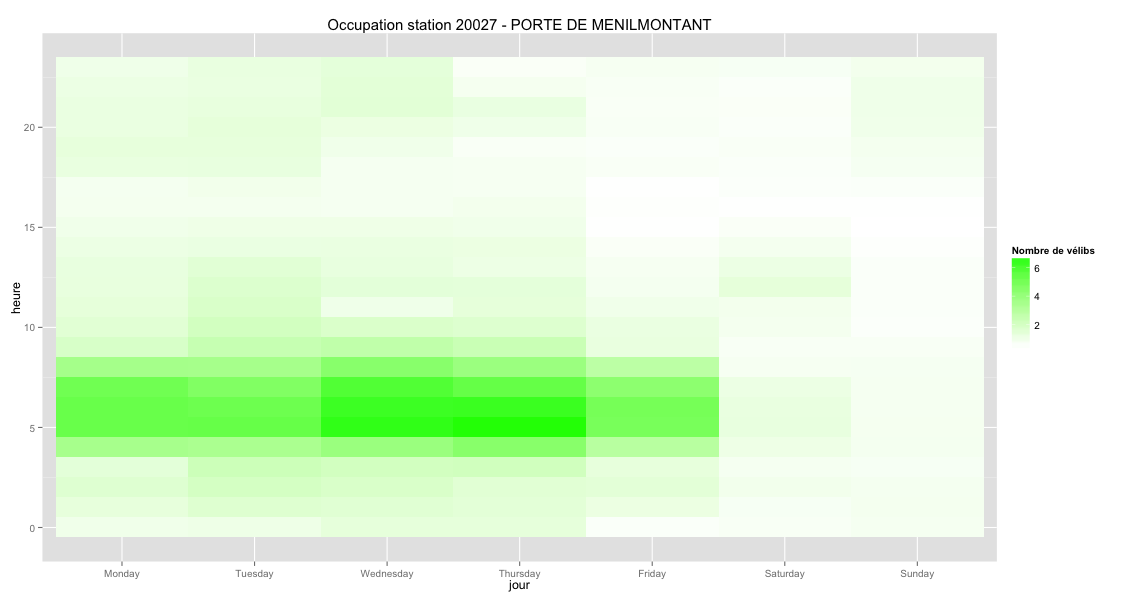 Occupation station 20027 - PORTE DE MENILMONTANT
heure
20
15
10
5
0
Monday Tuesday Wednesday Thursday Friday Saturday Sunday
jour
Nombre de vélibs
6
4
2